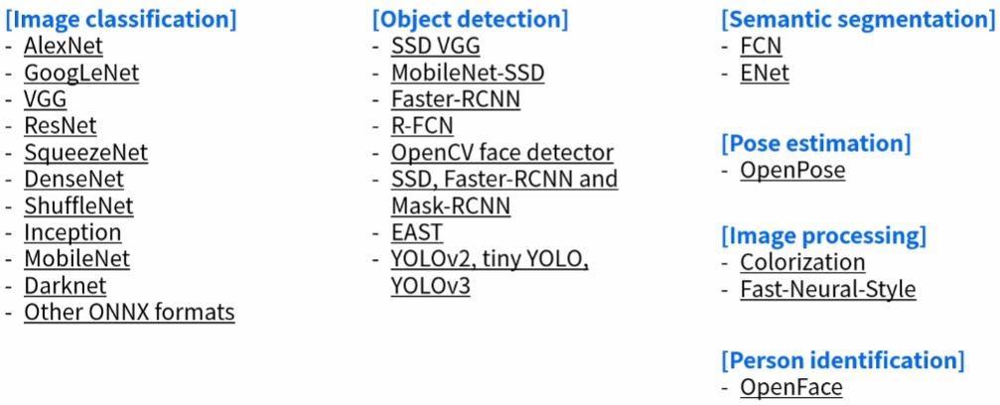 [Image classification]
- AlexNet
- GoogLeNet
- VGG
- ResNet
- SqueezeNet
- DenseNet
- ShuffleNet
- Inception
- MobileNet
- Darknet
- Other ONNX formats
[Object detection]
- SSD VGG
- MobileNet-SSD
- Faster-RCNN
- R-FCN
- OpenCV face detector
- SSD, Faster-RCNN and
Mask-RCNN
- EAST
- YOLOv2, tiny YOLO,
YOLOv3
[Semantic segmentation]
- FCN
- ENet
[Pose estimation]
- OpenPose
[Image processing]
- Colorization
- Fast-Neural-Style
[Person identification]
- OpenFace